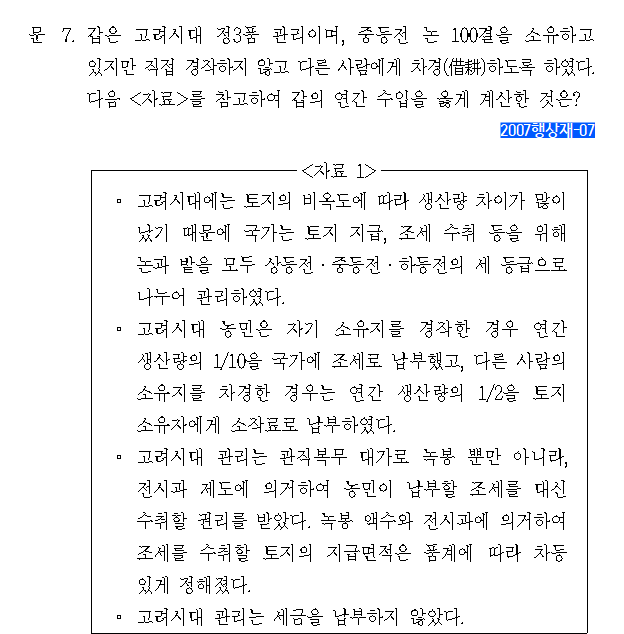 문 7. 갑은 고려시대 정3품 관리이며, 중등전 논 100결을 소유하고
있지만 직접 경작하지 않고 다른 사람에게 차경(借耕)하도록 하였다.
다음 <자료>를 참고하여 갑의 연간 수입을 옳게 계산한 것은?
2007행상재-07
<자료 1>
▫ 고려시대에는 토지의 비옥도에 따라 생산량 차이가 많이
났기 때문에 국가는 토지 지급, 조세 수취 등을 위해
논과 밭을 모두 상등전·중등전·하등전의 세 등급으로
나누어 관리하였다.
▫ 고려시대 농민은 자기 소유지를 경작한 경우 연간
생산량의 1/10을 국가에 조세로 납부했고, 다른 사람의
소유지를 차경한 경우는 연간 생산량의 1/2을 토지
소유자에게 소작료로 납부하였다.
▫ 고려시대 관리는 관직복무 대가로 녹봉 뿐만 아니라,
전시과 제도에 의거하여 농민이 납부할 조세를 대신
수취할 권리를 받았다. 녹봉 액수와 전시과에 의거하여
조세를 수취할 토지의 지급면적은 품계에 따라 차등
있게 정해졌다.
▫ 고려시대 관리는 세금을 납부하지 않았다.